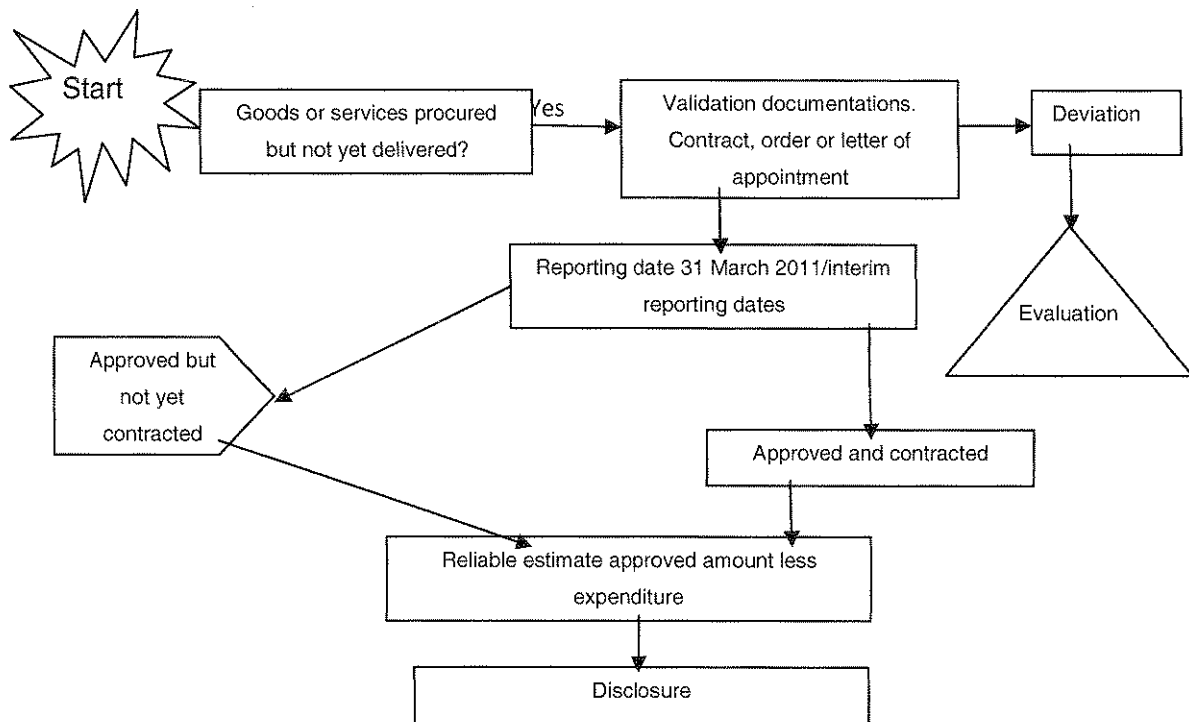 Start
Goods or services procured
but not yet delivered?
Yes
Validation documentations.
Contract, order or letter of
appointment
Deviation
Evaluation
Reporting date 31 March 2011/interim
reporting dates
Approved but
not yet
contracted
Approved and contracted
Reliable estimate approved amount less
expenditure
Disclosure